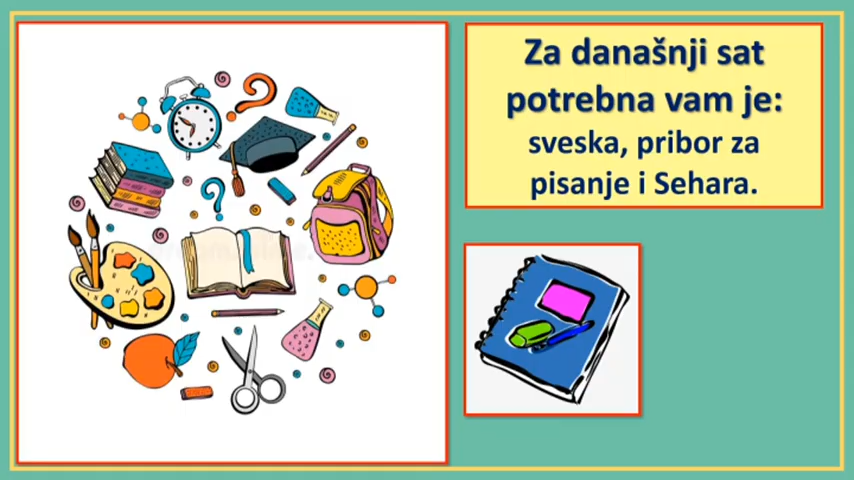 Za današnji sat
potrebna vam je:
sveska, pribor za
pisanje i Sehara.